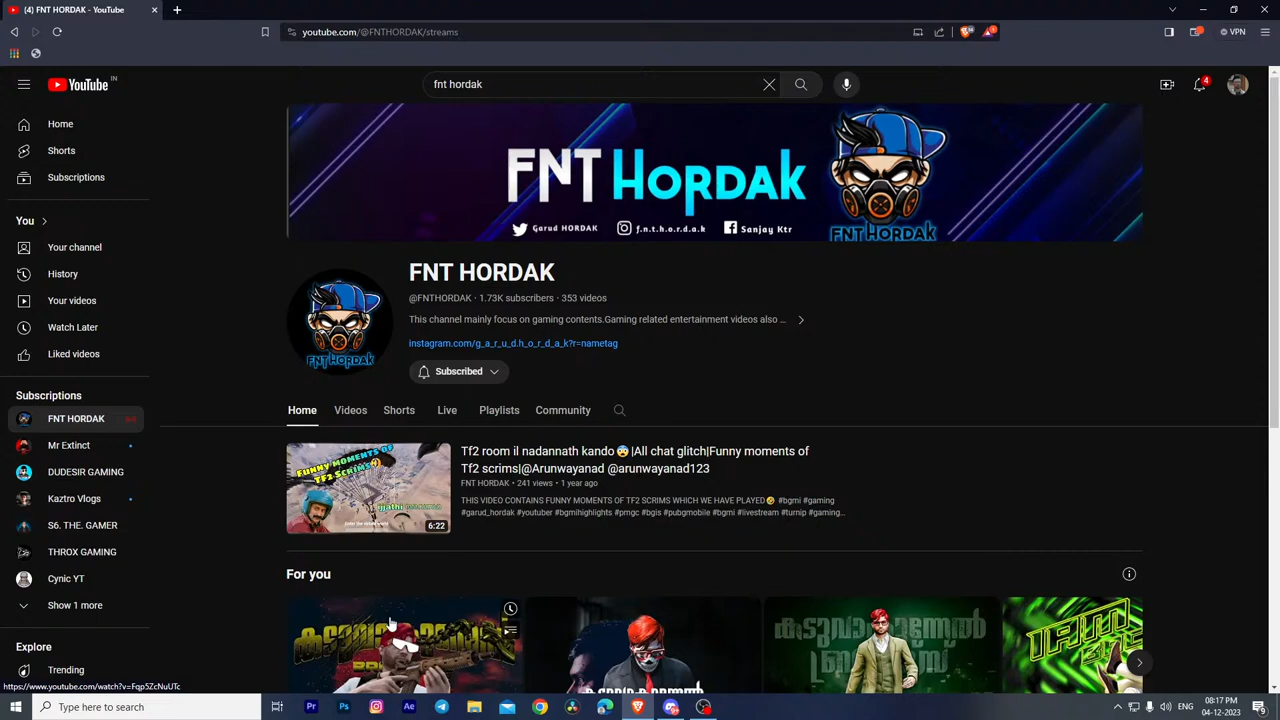 FNT HORDAK - YouTube
youtube.com/@FNTHORDAK/streams
VPN
YouTube IN
fnt hordak
4
Home
Shorts
Subscriptions
You
Your channel
History
Your videos
Watch Later
Liked videos
Subscriptions
FNT HORDAK
Mr Extinct
DUDESIR GAMING
Kaztro Vlogs
S6. THE. GAMER
THROX GAMING
Cynic YT
Show 1 more
Explore
Trending
FNT HORDAK
Garud HORDAK
f.n.t.h.o.r.d.a.k
Sanjay Ktr
FNTHORDAK
FNTHORDAK
FNT HORDAK
@FNTHORDAK · 1.73K subscribers · 353 videos
This channel mainly focus on gaming contents.Gaming related entertainment videos also ...
instagram.com/g_a_r_u_d.h_o_r_d_a_k?r=nametag
Subscribed
Home Videos Shorts Live Playlists Community
FUNNY MOMENTS OF
TF2 SCRIMS
6:22
Tf2 room il nadannath kando😨|All chat glitch|Funny moments of
Tf2 scrims|@Arunwayanad @arunwayanad123
FNT HORDAK · 241 views · 1 year ago
THIS VIDEO CONTAINS FUNNY MOMENTS OF TF2 SCRIMS WHICH WE HAVE PLAYED🤣 #bgmi #gaming
#garud_hordak #youtuber #bgmihighlights #pmgc #bgis #pubgmobile #bgmi #livestream #turnip #gaming...
For you
കടുവാ
കടുവാക്കുന്നേൽ
https://www.youtube.com/watch?v=Fqp5ZcNuUTc
Type here to search
ENG
08:17 PM
04-12-2023